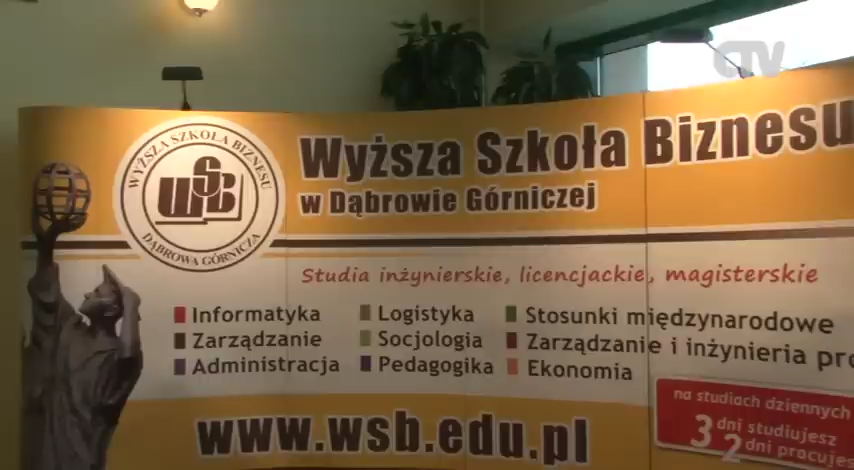 CTV
WYŻSZA SZKOŁA BIZNESU
WSB
DĄBROWA GÓRNICZA
Wyższa Szkoła Biznesu
w Dąbrowie Górniczej
Studia inżynierskie, licencjackie, magisterskie
Informatyka
Zarządzanie
Administracja
Logistyka
Socjologia
Pedagogika
Stosunki międzynarodowe
Zarządzanie i inżynieria pro
Ekonomia
www.wsb.edu.pl
na studiach dziennych
3 dni studiujesz
2 dni pracujes